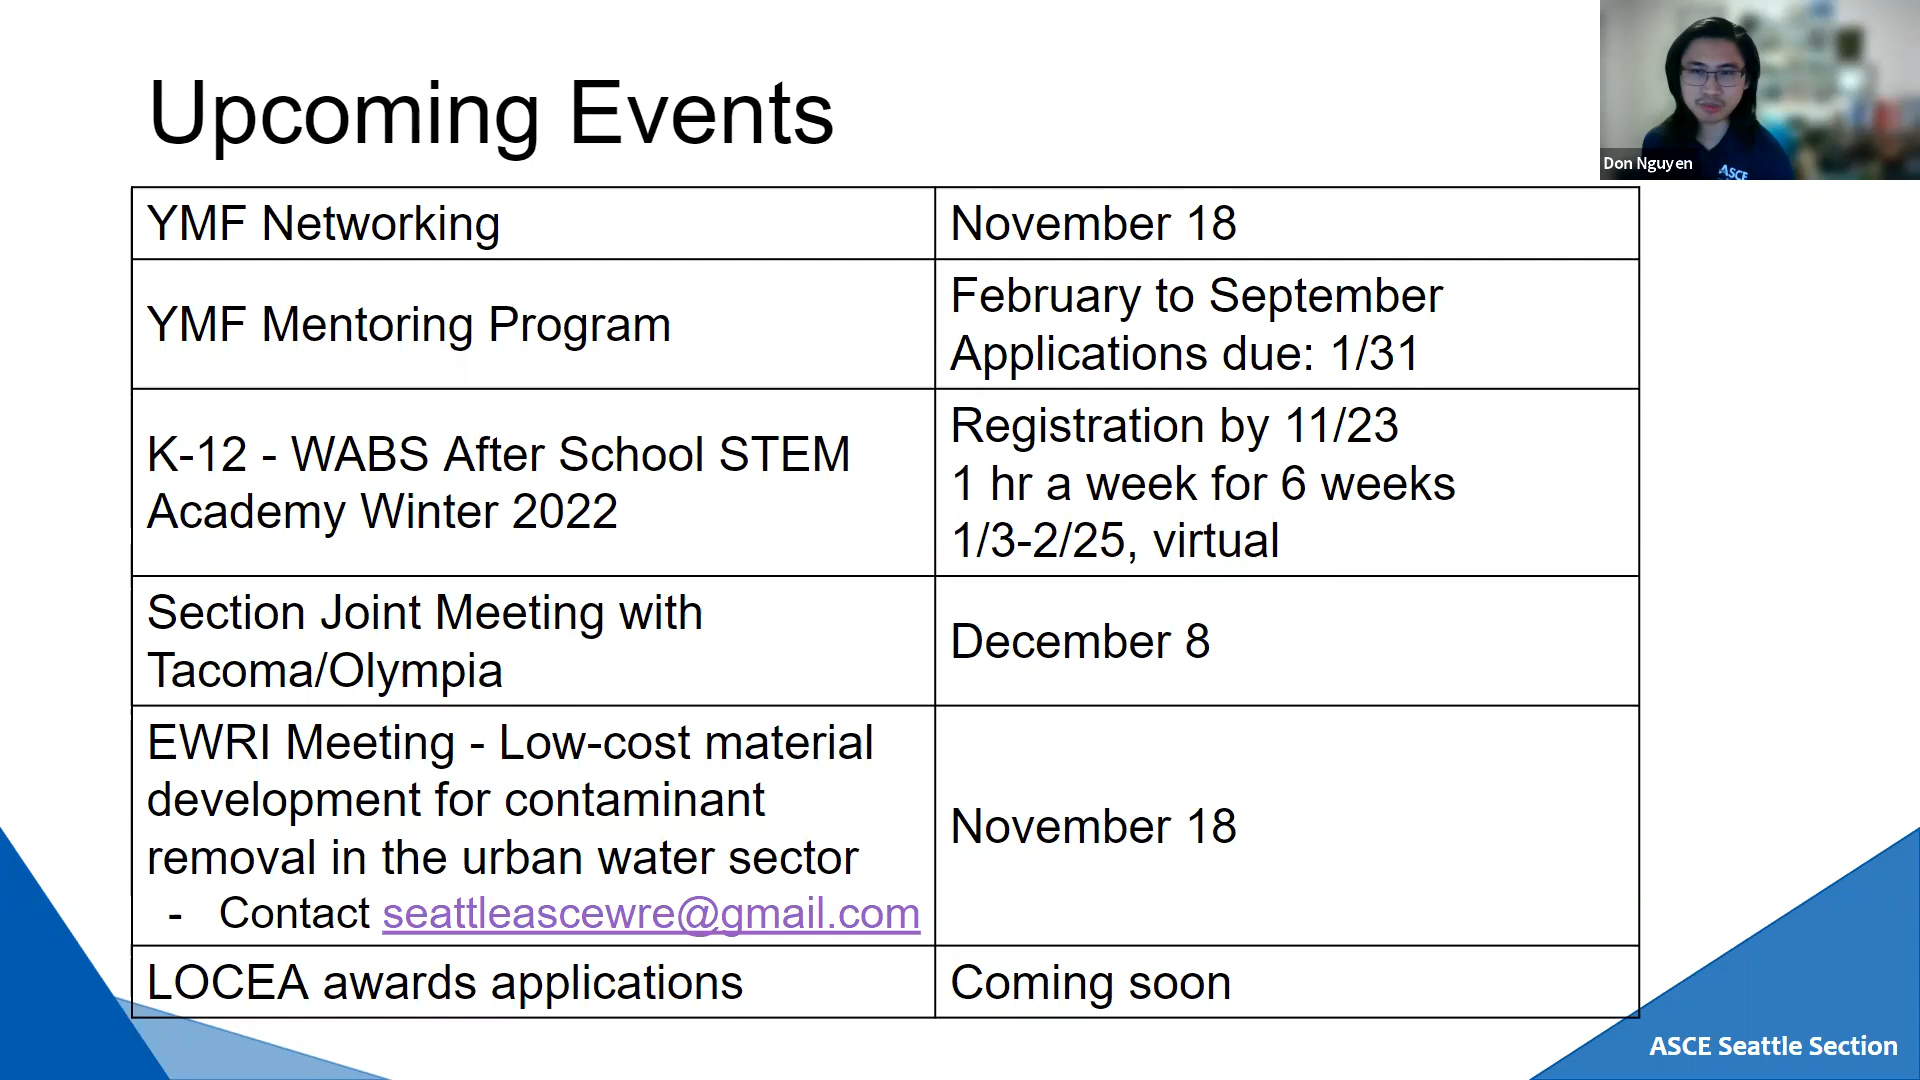 Upcoming Events
Don Nguyen
ASCE
YMF Networking
November 18
YMF Mentoring Program
February to September
Applications due: 1/31
K-12 - WABS After School STEM
Academy Winter 2022
Registration by 11/23
1 hr a week for 6 weeks
1/3-2/25, virtual
Section Joint Meeting with
Tacoma/Olympia
December 8
EWRI Meeting - Low-cost material
development for contaminant
removal in the urban water sector
- Contact seattleascewre@gmail.com
November 18
LOCEA awards applications
Coming soon
ASCE Seattle Section